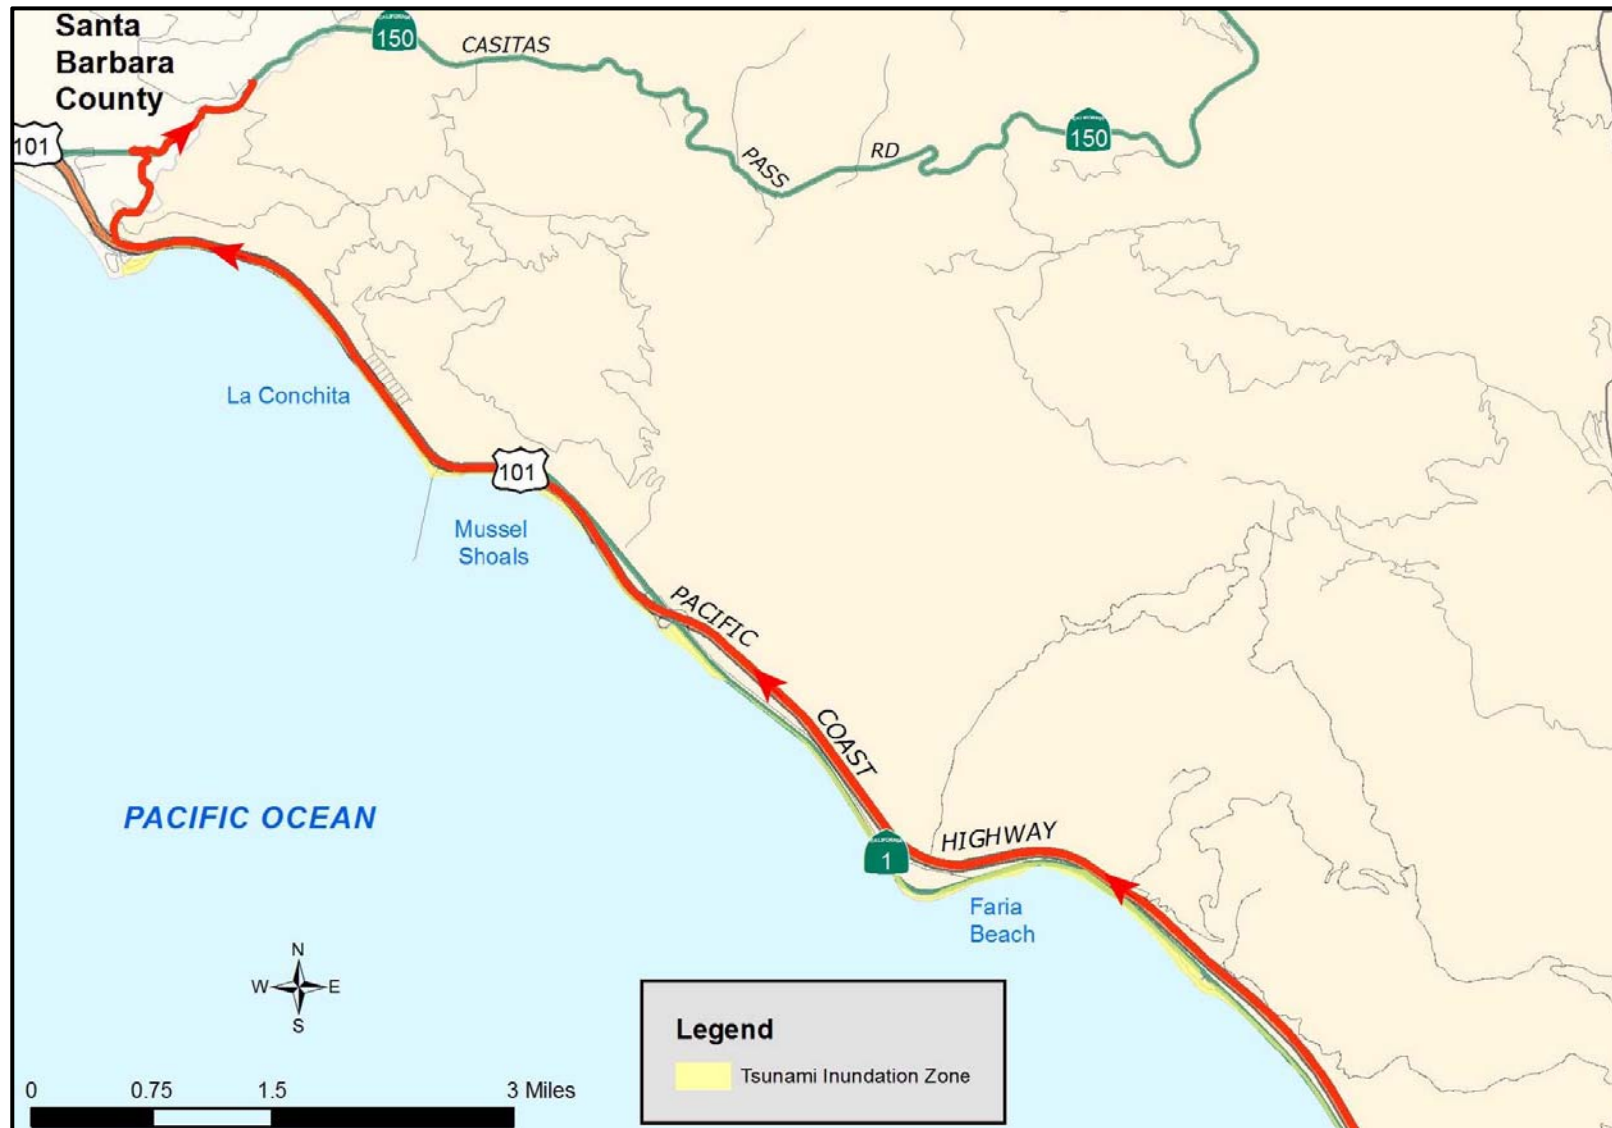 Santa
Barbara
County
CALIFORNIA
150
CASITAS
101
150
PASS
RD
La Conchita
101
Mussel
Shoals
PACIFIC
COAST
PACIFIC OCEAN
1
HIGHWAY
Faria
Beach
N
W
E
S
Legend
Tsunami Inundation Zone
0
0.75
1.5
3 Miles